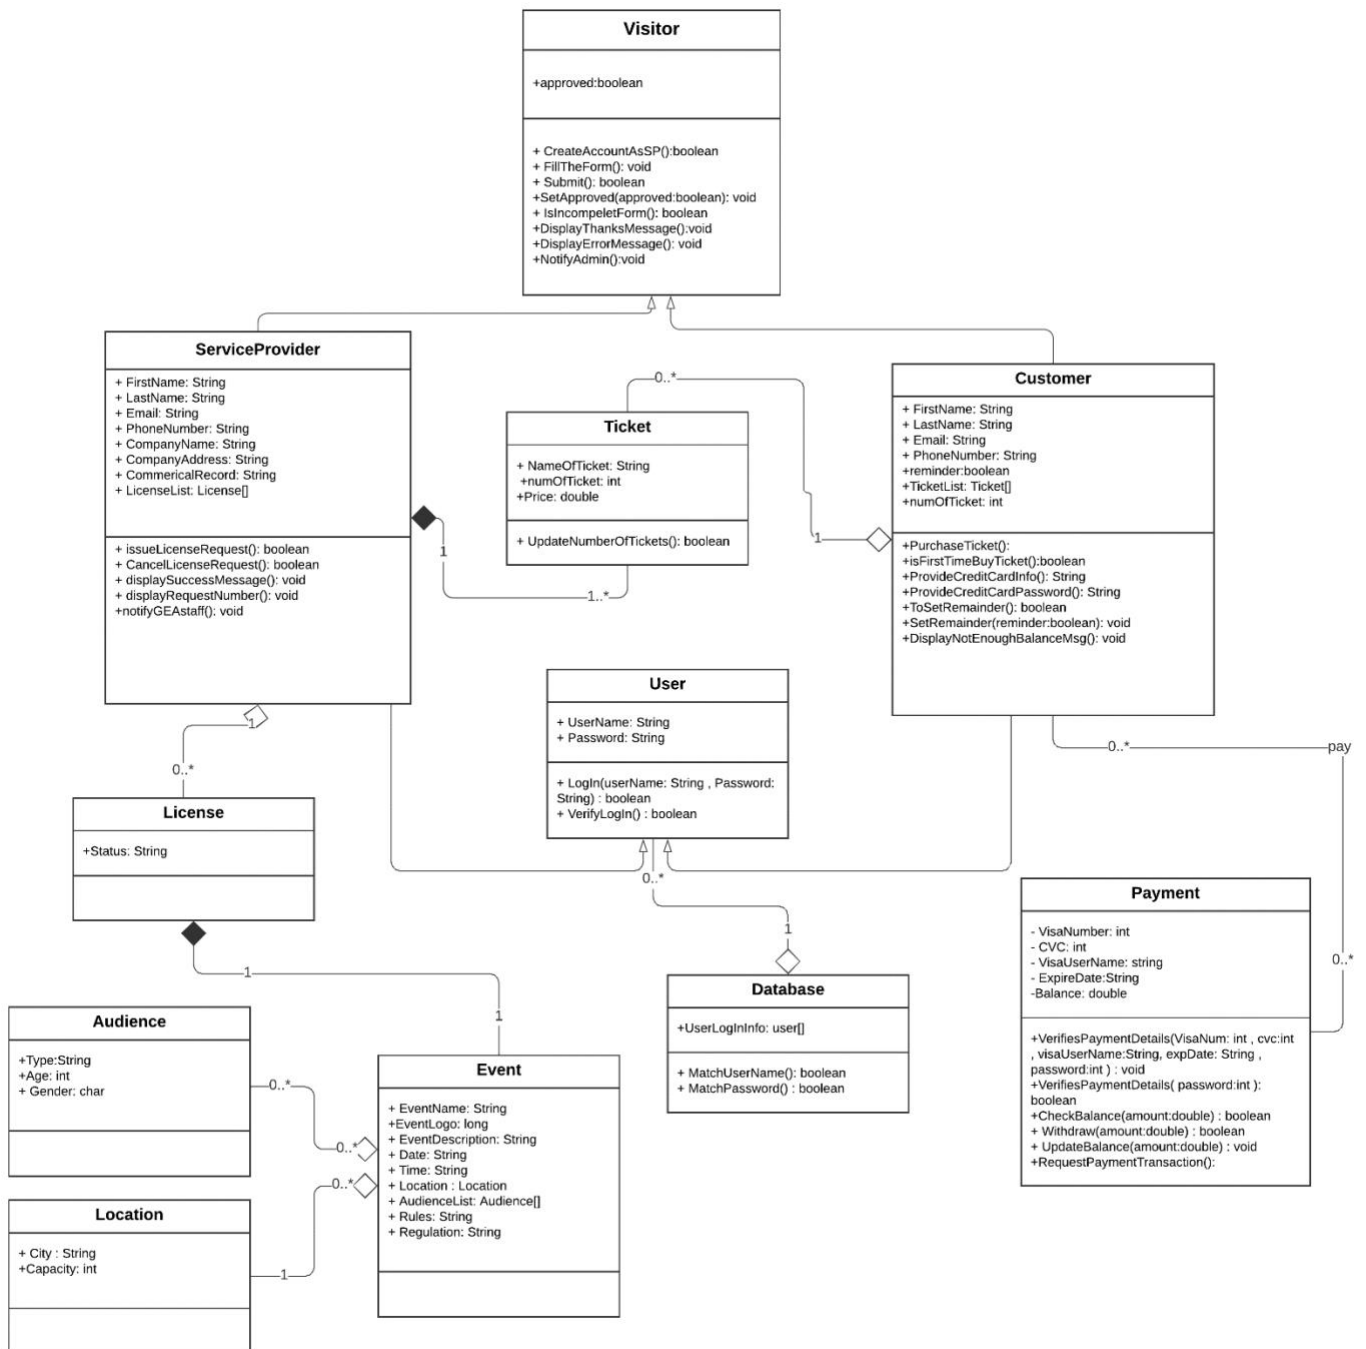 Visitor
+approved:boolean
+ CreateAccountAsSP():boolean
+ FillTheForm(): void
+ Submit(): boolean
+SetApproved(approved:boolean): void
+ IsIncompeletForm(): boolean
+DisplayThanksMessage():void
+DisplayErrorMessage(): void
+NotifyAdmin():void
ServiceProvider
+ FirstName: String
+ LastName: String
+ Email: String
+ PhoneNumber: String
+ CompanyName: String
+ CompanyAddress: String
+ CommericalRecord: String
+ LicenseList: License[]
+ issueLicenseRequest(): boolean
+ CancelLicenseRequest(): boolean
+ displaySuccessMessage(): void
+ displayRequestNumber(): void
+notifyGEAstaff(): void
1
1..*
Ticket
+ NameOfTicket: String
+numOfTicket: int
+Price: double
+ UpdateNumberOfTickets(): boolean
0..*
1
Customer
+ FirstName: String
+ LastName: String
+ Email: String
+ PhoneNumber: String
+reminder:boolean
+TicketList: Ticket[]
+numOfTicket: int
+PurchaseTicket():
+isFirstTimeBuyTicket():boolean
+ProvideCreditCardInfo(): String
+ProvideCreditCardPassword(): String
+ToSetRemainder(): boolean
+SetRemainder(reminder:boolean): void
+DisplayNotEnoughBalanceMsg(): void
User
+ UserName: String
+ Password: String
+ LogIn(userName: String , Password:
String) : boolean
+ VerifyLogIn() : boolean
0..*
1
0..*
pay
0..*
1
0..*
License
+Status: String
1
1
Payment
- VisaNumber: int
- CVC: int
- VisaUserName: string
- ExpireDate:String
-Balance: double
+VerifiesPaymentDetails(VisaNum: int , cvc:int
, visaUserName:String, expDate: String ,
password:int ) : void
+VerifiesPaymentDetails( password:int ):
boolean
+CheckBalance(amount:double) : boolean
+ Withdraw(amount:double) : boolean
+ UpdateBalance(amount:double) : void
+RequestPaymentTransaction():
Database
+UserLogInInfo: user[]
+ MatchUserName(): boolean
+ MatchPassword() : boolean
Audience
+Type:String
+Age: int
+ Gender: char
0..*
0..*
Event
+ EventName: String
+EventLogo: long
+ EventDescription: String
+ Date: String
+ Time: String
+ Location : Location
+ AudienceList: Audience[]
+ Rules: String
+ Regulation: String
0..*
1
Location
+ City : String
+Capacity: int